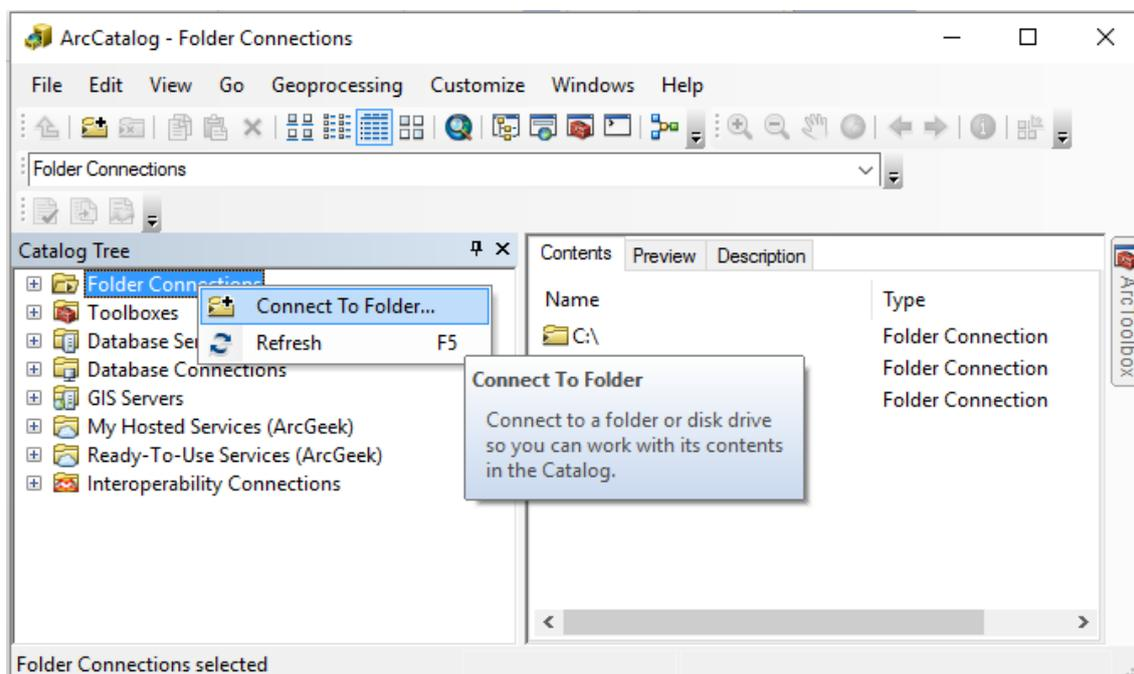 ArcCatalog - Folder Connections
File Edit View Go Geoprocessing Customize Windows Help
Folder Connections
Catalog Tree
Folder Connections
Toolboxes
Database Ser
Database Connections
GIS Servers
My Hosted Services (ArcGeek)
Ready-To-Use Services (ArcGeek)
Interoperability Connections
Connect To Folder...
Refresh F5
Connect To Folder
Connect to a folder or disk drive
so you can work with its contents
in the Catalog.
Contents Preview Description
Name Type
C:\ Folder Connection
Folder Connection
Folder Connection
ArcToolbox
Folder Connections selected